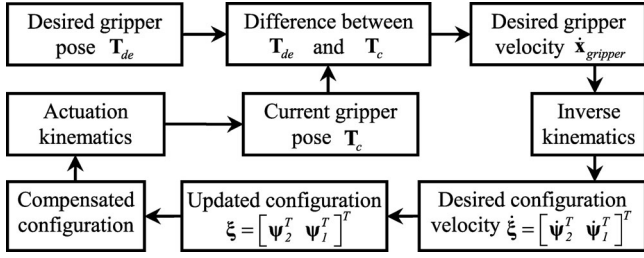 Desired gripper
pose T_de
Difference between
T_de and T_c
Desired gripper
velocity ẋ_gripper
Actuation
kinematics
Current gripper
pose T_c
Inverse
kinematics
Compensated
configuration
Updated configuration
ξ = [ψ_2^T ψ_1^T]^T
Desired configuration
velocity ξ̇ = [ψ̇_2^T ψ̇_1^T]^T